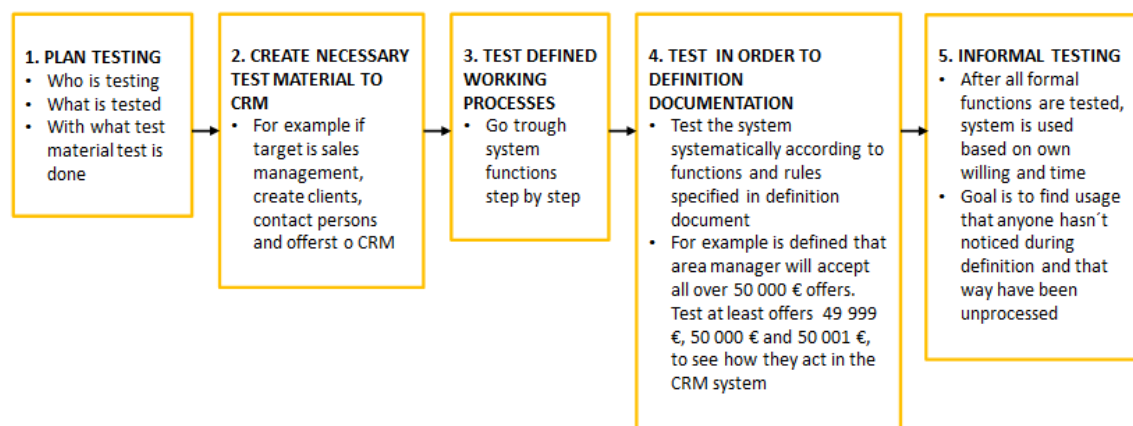 1. PLAN TESTING
• Who is testing
• What is tested
• With what test
material test is
done
2. CREATE NECESSARY
TEST MATERIAL TO
CRM
• For example if
target is sales
management,
create clients,
contact persons
and offerst o CRM
3. TEST DEFINED
WORKING
PROCESSES
• Go trough
system
functions
step by step
4. TEST IN ORDER TO
DEFINITION
DOCUMENTATION
• Test the system
systematically according to
functions and rules
specified in definition
document
• For example is defined that
area manager will accept
all over 50 000 € offers.
Test at least offers 49 999
€, 50 000 € and 50 001 €,
to see how they act in the
CRM system
5. INFORMAL TESTING
• After all formal
functions are tested,
system is used
based on own
willing and time
• Goal is to find usage
that anyone hasn´t
noticed during
definition and that
way have been
unprocessed